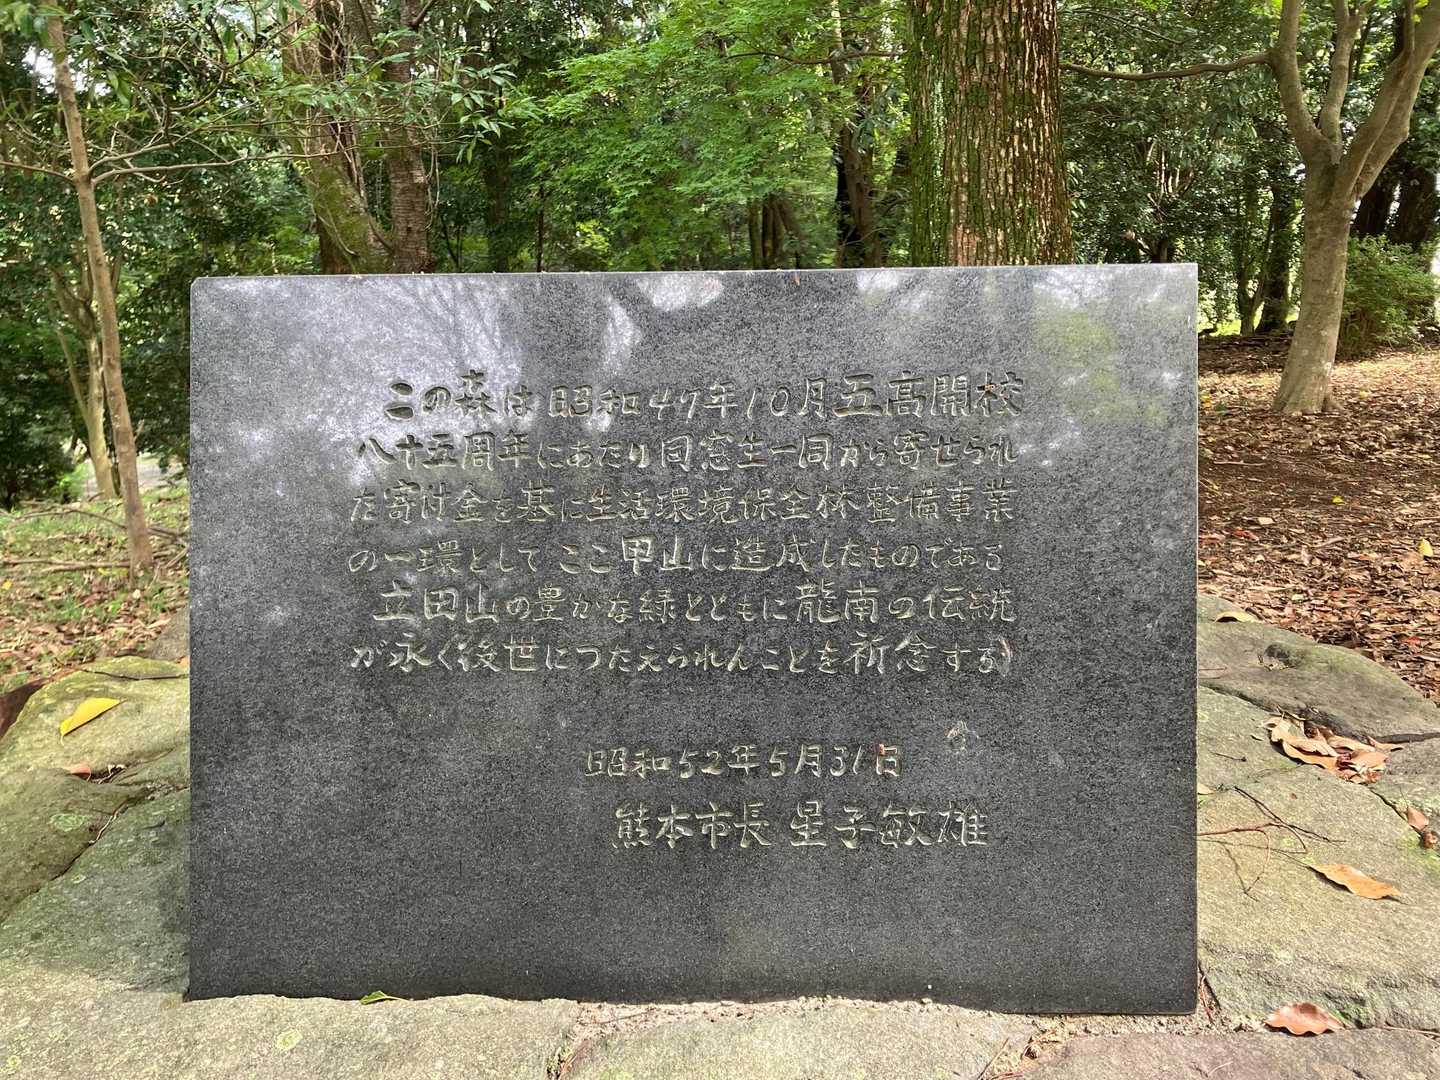 この森は昭和47年10月五高開校
八十五周年にあたり同窓生一同から寄せられ
た寄付金を基に生活環境保全林整備事業
の一環としてここ甲山に造成したものである
立田山の豊かな緑とともに龍南の伝統
が永く後世につたえられんことを祈念する
昭和52年5月31日
熊本市長 星子敏雄